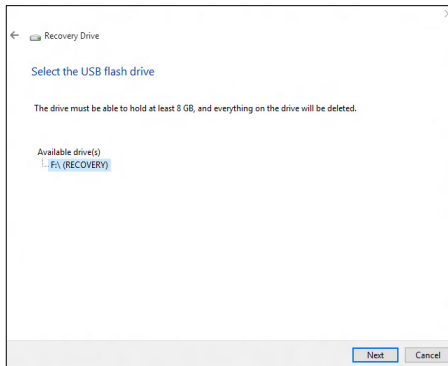 Recovery Drive
Select the USB flash drive
The drive must be able to hold at least 8 GB, and everything on the drive will be deleted.
Available drive(s)
F:\ (RECOVERY)
Next Cancel